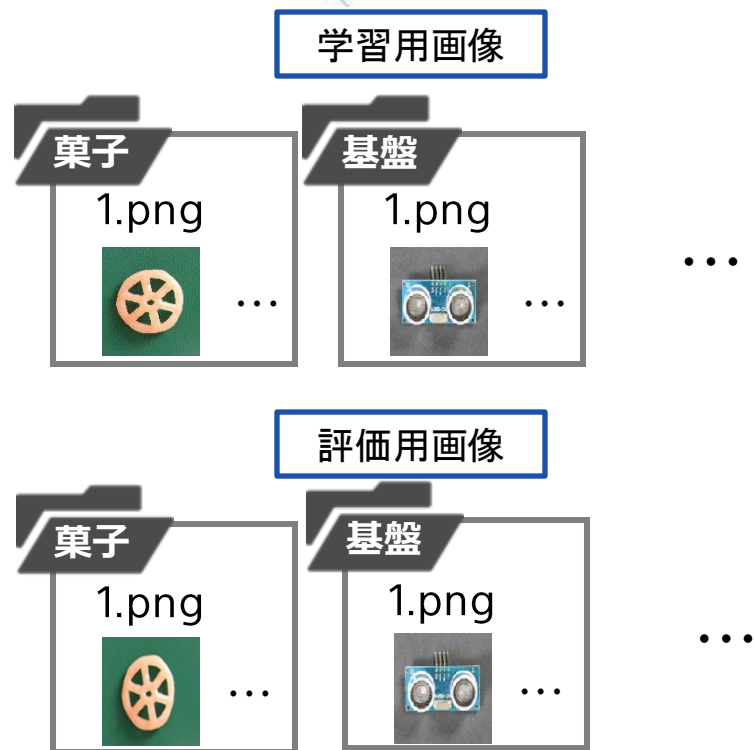 学習用画像
菓子 基盤
1.png 1.png
… … …
評価用画像
菓子 基盤
1.png 1.png
… … …